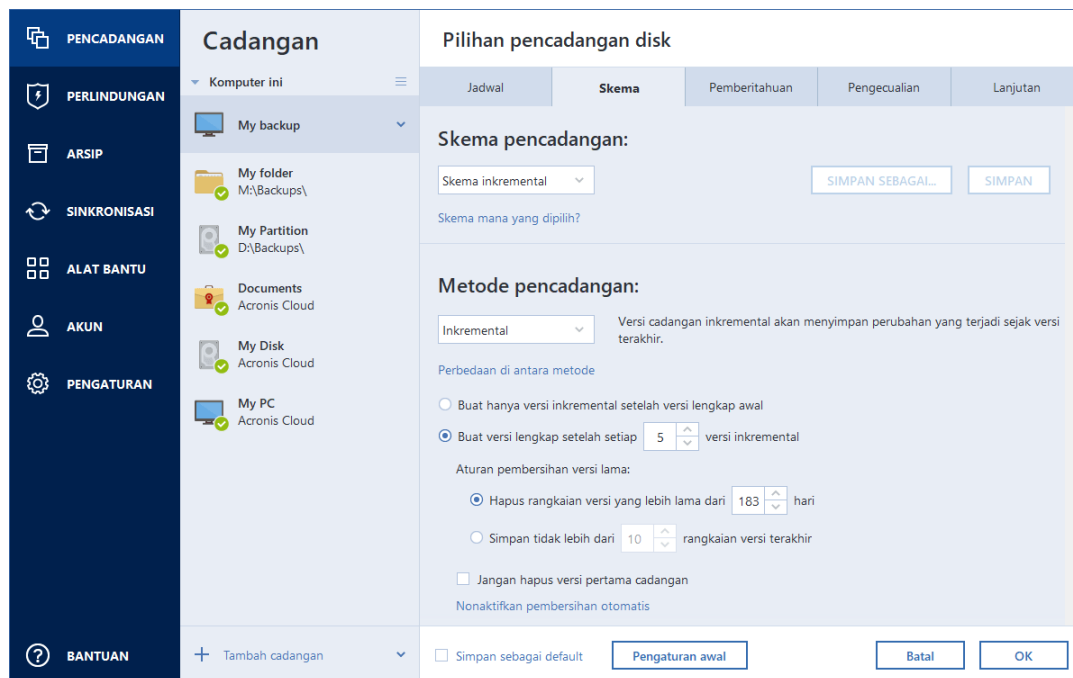 PENCADANGAN
PERLINDUNGAN
ARSIP
SINKRONISASI
ALAT BANTU
AKUN
PENGATURAN
BANTUAN
Cadangan
Komputer ini
My backup
My folder
M:\Backups\
My Partition
D:\Backups\
Documents
Acronis Cloud
My Disk
Acronis Cloud
My PC
Acronis Cloud
Tambah cadangan
Pilihan pencadangan disk
Jadwal
Skema
Pemberitahuan
Pengecualian
Lanjutan
Skema pencadangan:
Skema inkremental
SIMPAN SEBAGAI...
SIMPAN
Skema mana yang dipilih?
Metode pencadangan:
Inkremental
Versi cadangan inkremental akan menyimpan perubahan yang terjadi sejak versi
terakhir.
Perbedaan di antara metode
Buat hanya versi inkremental setelah versi lengkap awal
Buat versi lengkap setelah setiap 5 versi inkremental
Aturan pembersihan versi lama:
Hapus rangkaian versi yang lebih lama dari 183 hari
Simpan tidak lebih dari 10 rangkaian versi terakhir
Jangan hapus versi pertama cadangan
Nonaktifkan pembersihan otomatis
Simpan sebagai default
Pengaturan awal
Batal
OK